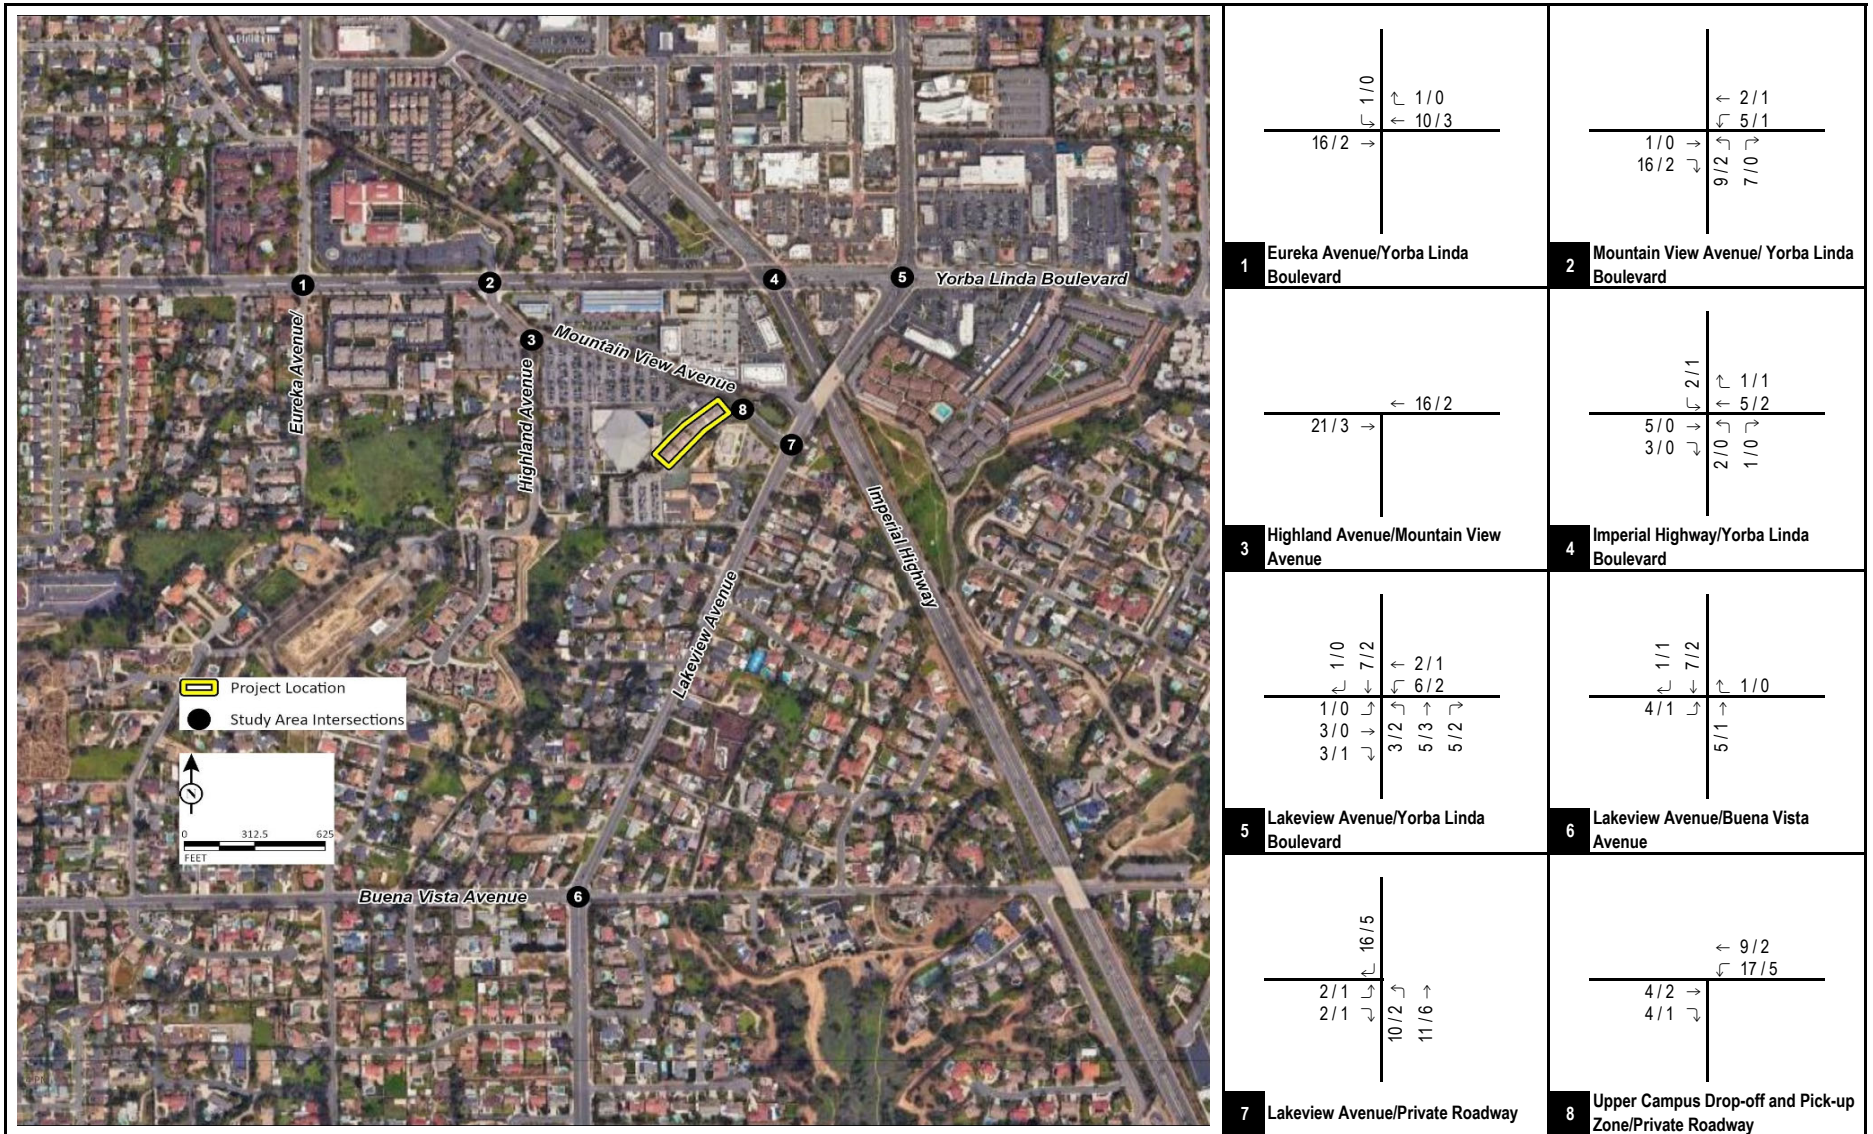 1
2
4
5
Yorba Linda Boulevard
3
Mountain View Avenue
Eureka Avenue/
Highland Avenue
8
7
Imperial Highway
Lakeview Avenue
Project Location
Study Area Intersections
N
0 312.5 625
FEET
Buena Vista Avenue
6
1 / 0
1 / 0
10 / 3
16 / 2
1 Eureka Avenue/Yorba Linda
Boulevard
2 / 1
5 / 1
1 / 0
16 / 2
9 / 2
7 / 0
2 Mountain View Avenue/ Yorba Linda
Boulevard
16 / 2
21 / 3
3 Highland Avenue/Mountain View
Avenue
2 / 1
1 / 1
5 / 2
5 / 0
3 / 0
2 / 0
1 / 0
4 Imperial Highway/Yorba Linda
Boulevard
1 / 0
7 / 2
2 / 1
6 / 2
1 / 0
3 / 0
3 / 1
3 / 2
5 / 3
5 / 2
5 Lakeview Avenue/Yorba Linda
Boulevard
1 / 1
7 / 2
1 / 0
4 / 1
5 / 1
6 Lakeview Avenue/Buena Vista
Avenue
16 / 5
2 / 1
2 / 1
10 / 2
11 / 6
7 Lakeview Avenue/Private Roadway
9 / 2
17 / 5
4 / 2
4 / 1
8 Upper Campus Drop-off and Pick-up
Zone/Private Roadway